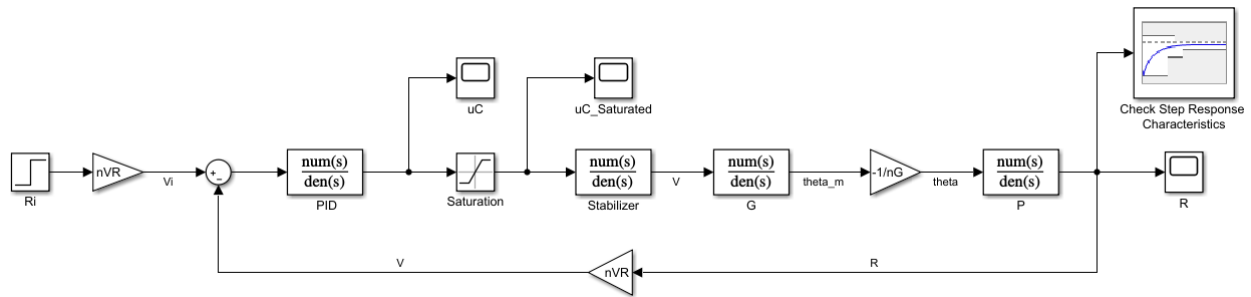 Check Step Response
Characteristics
uC
uC_Saturated
Ri
nVR
Vi
+
-
num(s)
den(s)
PID
Saturation
num(s)
den(s)
Stabilizer
V
num(s)
den(s)
G
theta_m
-1/nG
theta
num(s)
den(s)
P
R
V
nVR
R